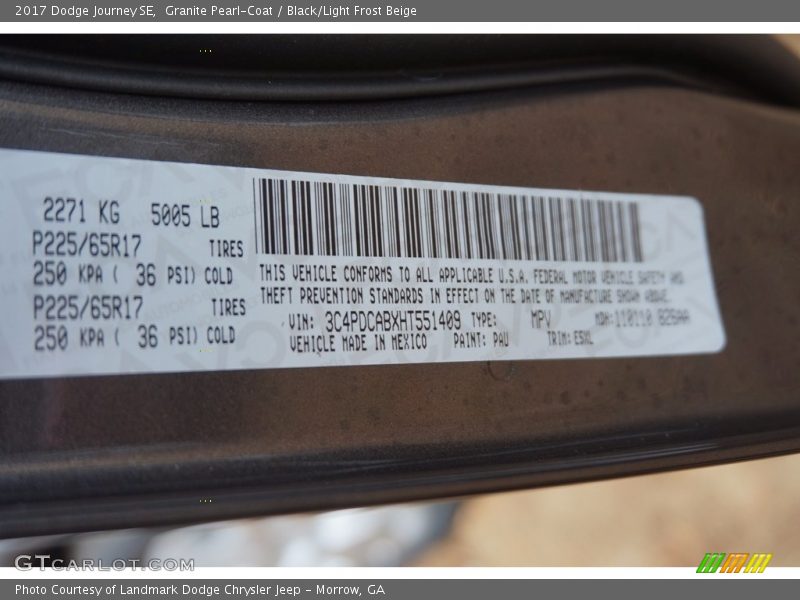 2017 Dodge Journey SE, Granite Pearl-Coat / Black/Light Frost Beige
2271 KG 5005 LB
P225/65R17 TIRES
250 KPA ( 36 PSI) COLD
P225/65R17 TIRES
250 KPA ( 36 PSI) COLD
THIS VEHICLE CONFORMS TO ALL APPLICABLE U.S.A. FEDERAL MOTOR VEHICLE SAFETY AND
THEFT PREVENTION STANDARDS IN EFFECT ON THE DATE OF MANUFACTURE SHOWN ABOVE.
VIN: 3C4PDCABXHT551409 TYPE: MPV MDH:
VEHICLE MADE IN MEXICO PAINT: PAU TRIM:
GTCARLOT.COM
Photo Courtesy of Landmark Dodge Chrysler Jeep - Morrow, GA